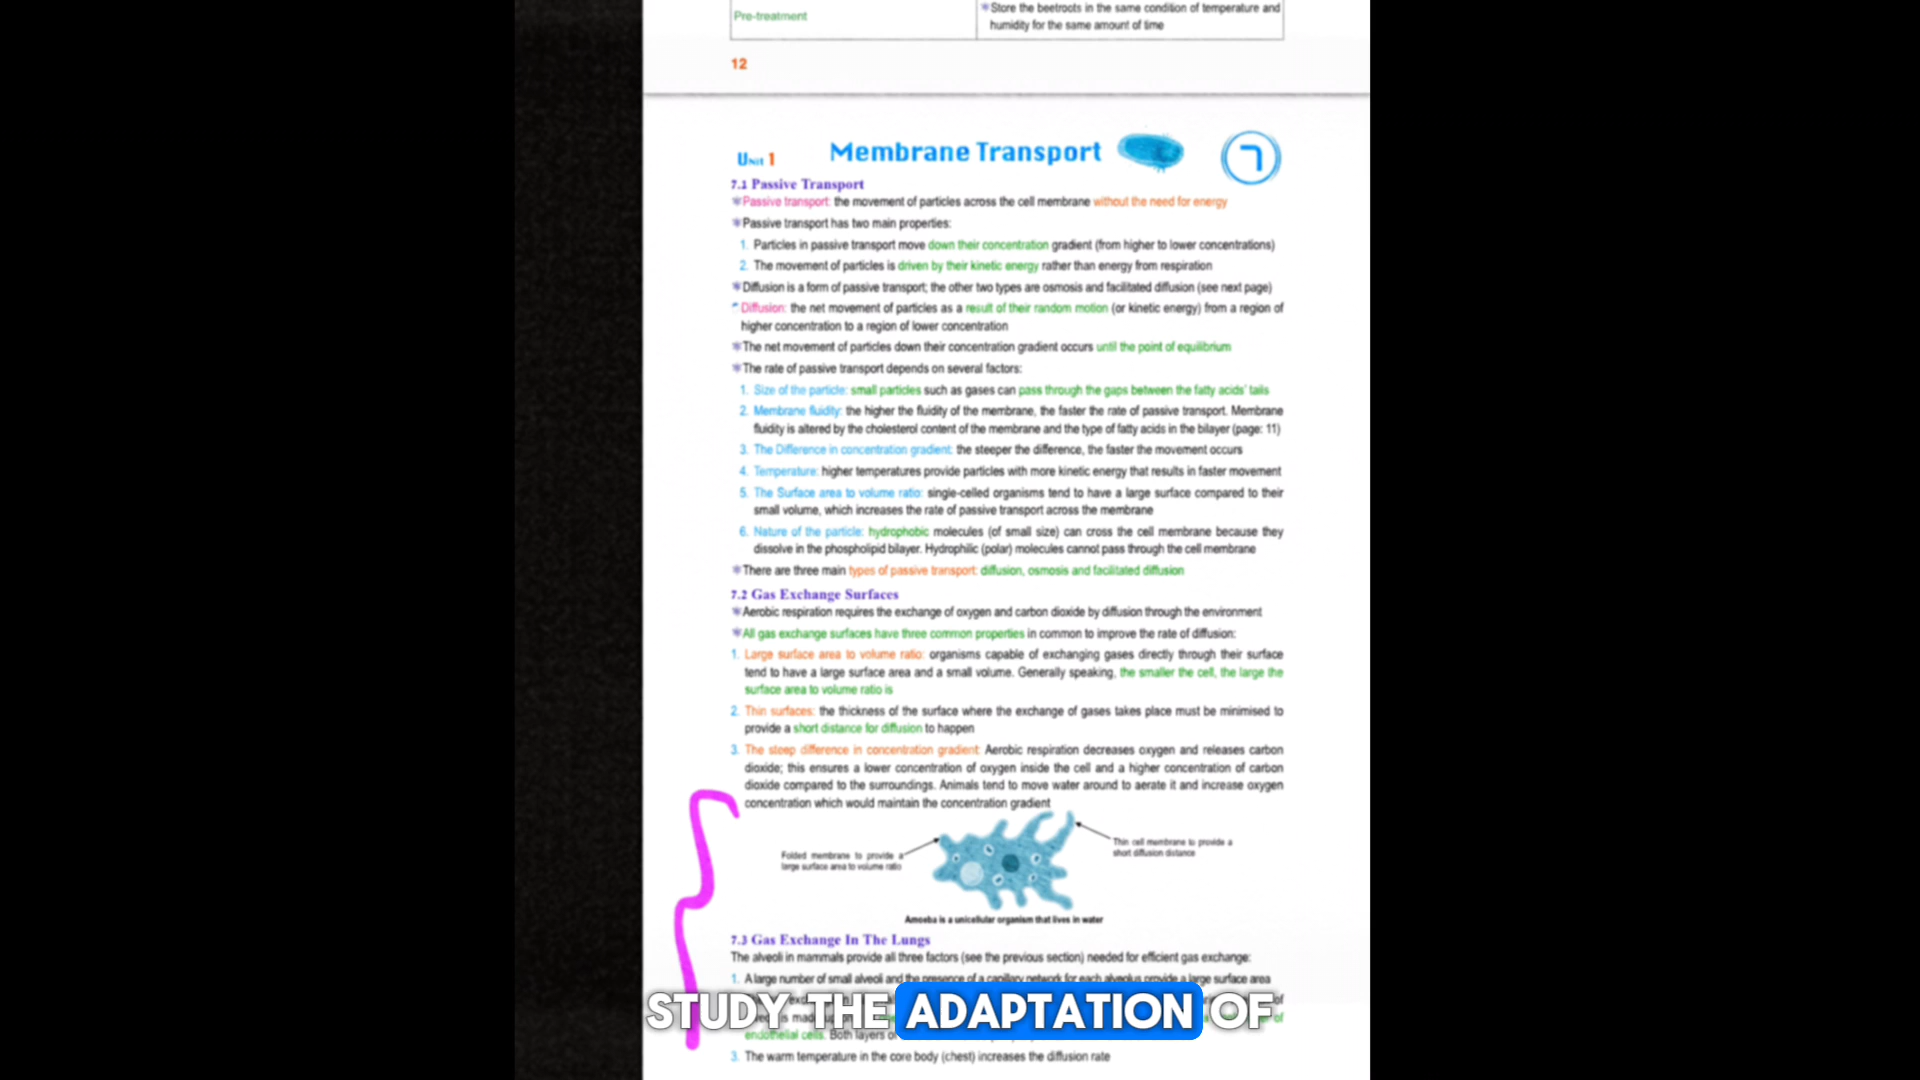 Pre-treatment
*Store the beetroots in the same condition of temperature and
humidity for the same amount of time
12
Unit 1
Membrane Transport
7
7.1 Passive Transport
*Passive transport: the movement of particles across the cell membrane without the need for energy
*Passive transport has two main properties:
1. Particles in passive transport move down their concentration gradient (from higher to lower concentrations)
2. The movement of particles is driven by their kinetic energy rather than energy from respiration
*Diffusion is a form of passive transport; the other two types are osmosis and facilitated diffusion (see next page)
*Diffusion: the net movement of particles as a result of their random motion (or kinetic energy) from a region of
higher concentration to a region of lower concentration
*The net movement of particles down their concentration gradient occurs until the point of equilibrium
*The rate of passive transport depends on several factors:
1. Size of the particle: small particles such as gases can pass through the gaps between the fatty acids' tails
2. Membrane fluidity: the higher the fluidity of the membrane, the faster the rate of passive transport. Membrane
fluidity is altered by the cholesterol content of the membrane and the type of fatty acids in the bilayer (page: 11)
3. The Difference in concentration gradient: the steeper the difference, the faster the movement occurs
4. Temperature: higher temperatures provide particles with more kinetic energy that results in faster movement
5. The Surface area to volume ratio: single-celled organisms tend to have a large surface compared to their
small volume, which increases the rate of passive transport across the membrane
6. Nature of the particle: hydrophobic molecules (of small size) can cross the cell membrane because they
dissolve in the phospholipid bilayer. Hydrophilic (polar) molecules cannot pass through the cell membrane
*There are three main types of passive transport: diffusion, osmosis and facilitated diffusion
7.2 Gas Exchange Surfaces
*Aerobic respiration requires the exchange of oxygen and carbon dioxide by diffusion through the environment
*All gas exchange surfaces have three common properties in common to improve the rate of diffusion:
1. Large surface area to volume ratio: organisms capable of exchanging gases directly through their surface
tend to have a large surface area and a small volume. Generally speaking, the smaller the cell, the large the
surface area to volume ratio is
2. Thin surfaces: the thickness of the surface where the exchange of gases takes place must be minimised to
provide a short distance for diffusion to happen
3. The steep difference in concentration gradient: Aerobic respiration decreases oxygen and releases carbon
dioxide; this ensures a lower concentration of oxygen inside the cell and a higher concentration of carbon
dioxide compared to the surroundings. Animals tend to move water around to aerate it and increase oxygen
concentration which would maintain the concentration gradient
Folded membrane to provide a
large surface area to volume ratio
Thin cell membrane to provide a
short diffusion distance
Amoeba is a unicellular organism that lives in water
7.3 Gas Exchange In The Lungs
The alveoli in mammals provide all three factors (see the previous section) needed for efficient gas exchange:
1. A large number of small alveoli and the presence of a capillary network for each alveolus provide a large surface area
of
is made of
endothelial cells. Both layers of
STUDY THE ADAPTATION OF
3. The warm temperature in the core body (chest) increases the diffusion rate